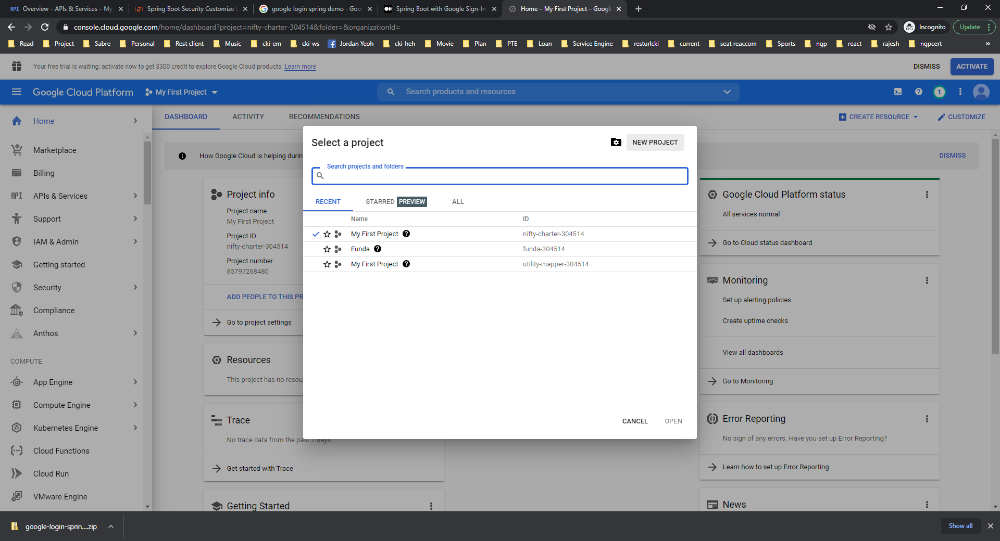 API Overview – APIs & Services – My
Spring Boot Security Customize L
google login spring demo - Goo
Spring Boot with Google Sign-In
Home – My First Project – Google
console.cloud.google.com/home/dashboard?project=nifty-charter-304514&folder=&organizationId=
Incognito
Update
Read Project Sabre Personal Rest client Music cki-em cki-ws Jordan Yeoh cki-heh Movie Plan PTE Loan Service Engine resturlcki current seat reaccom Sports ngp react rajesh ngpcert »
Your free trial is waiting: activate now to get $300 credit to explore Google Cloud products. Learn more
DISMISS ACTIVATE
Google Cloud Platform
My First Project
Search products and resources
1
Home
Marketplace
Billing
API APIs & Services
Support
IAM & Admin
Getting started
Security
Compliance
Anthos
COMPUTE
App Engine
Compute Engine
Kubernetes Engine
Cloud Functions
Cloud Run
VMware Engine
DASHBOARD ACTIVITY RECOMMENDATIONS
CREATE RESOURCE CUSTOMIZE
How Google Cloud is helping durin
DISMISS
Project info
Project name
My First Project
Project ID
nifty-charter-304514
Project number
85797268480
ADD PEOPLE TO THIS PR
Go to project settings
Resources
This project has no resou
Trace
No trace data from the past 7 days
Get started with Trace
Getting Started
Select a project
NEW PROJECT
Search projects and folders
RECENT STARRED PREVIEW ALL
Name ID
My First Project nifty-charter-304514
Funda funda-304514
My First Project utility-mapper-304514
CANCEL OPEN
Google Cloud Platform status
All services normal
Go to Cloud status dashboard
Monitoring
Set up alerting policies
Create uptime checks
View all dashboards
Go to Monitoring
Error Reporting
No sign of any errors. Have you set up Error Reporting?
Learn how to set up Error Reporting
News
google-login-sprin....zip
Show all